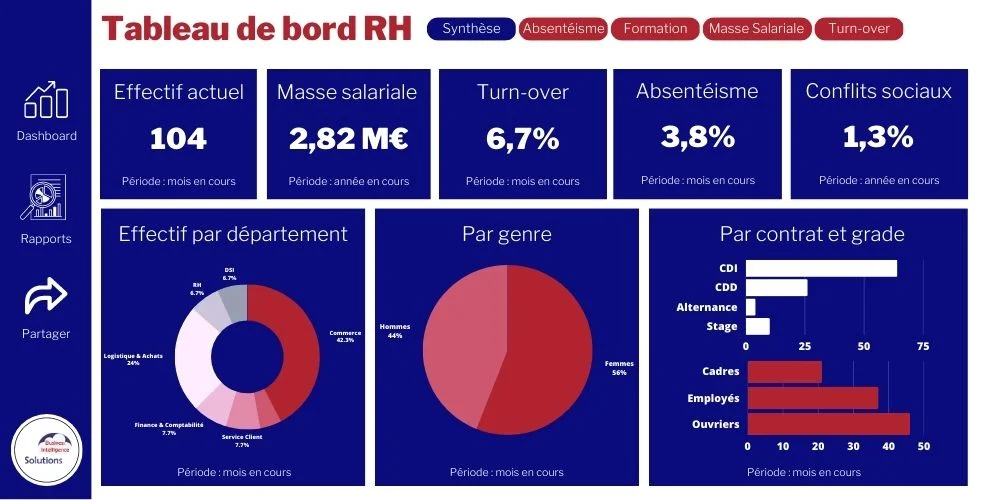 Tableau de bord RH
Synthèse
Absentéisme
Formation
Masse Salariale
Turn-over
Dashboard
Rapports
Partager
Business
Intelligence
Solutions
Effectif actuel
104
Période : mois en cours
Masse salariale
2,82 M€
Période : année en cours
Turn-over
6,7%
Période : mois en cours
Absentéisme
3,8%
Période : mois en cours
Conflits sociaux
1,3%
Période : année en cours
Effectif par département
DSI
6.7%
RH
6.7%
Commerce
42.3%
Logistique & Achats
24%
Finance & Comptabilité
7.7%
Service Client
7.7%
Période : mois en cours
Par genre
Hommes
44%
Femmes
56%
Période : mois en cours
Par contrat et grade
CDI
CDD
Alternance
Stage
0 25 50 75
Cadres
Employés
Ouvriers
0 10 20 30 40 50
Période : mois en cours